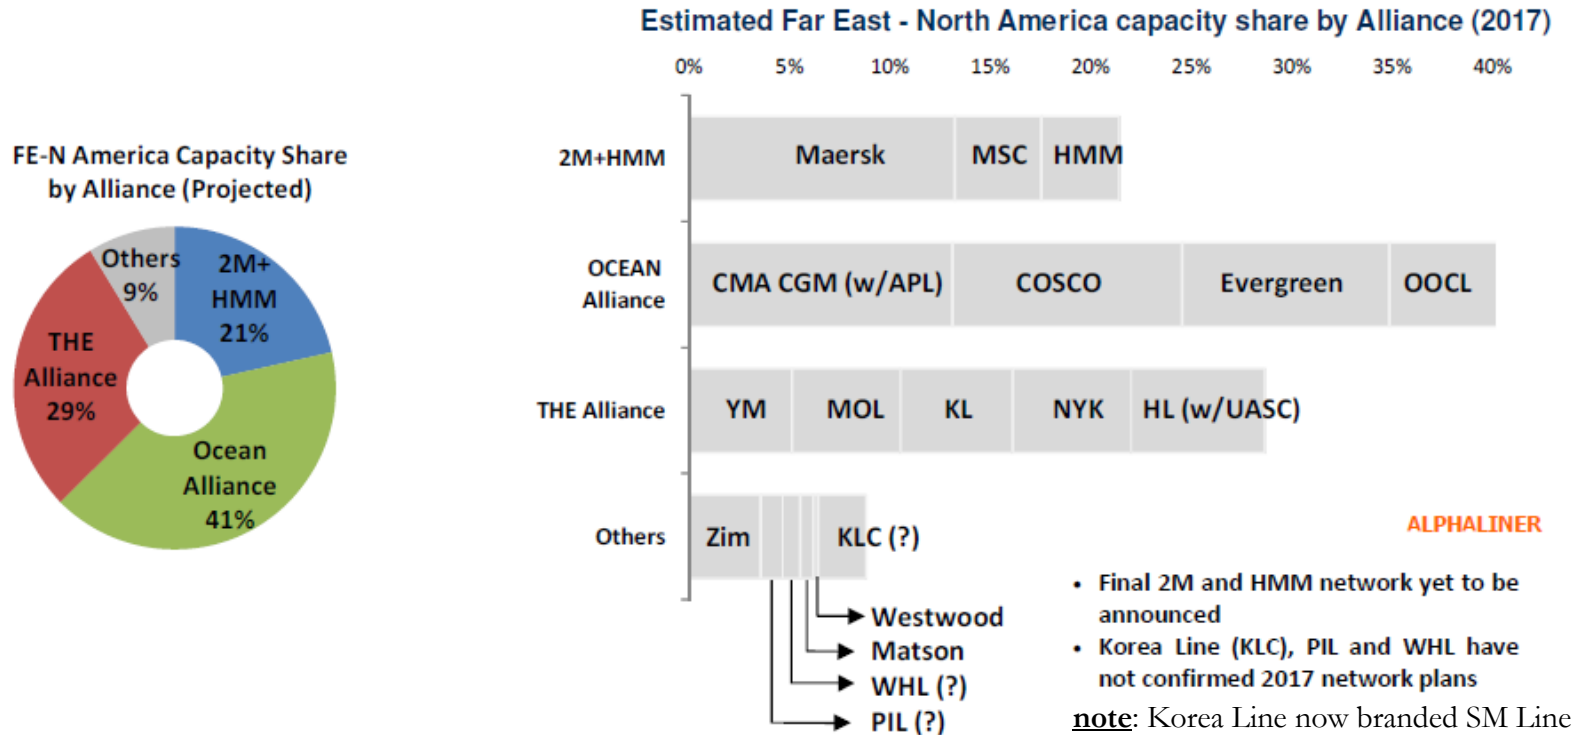 Estimated Far East - North America capacity share by Alliance (2017)
0% 5% 10% 15% 20% 25% 30% 35% 40%
FE-N America Capacity Share
by Alliance (Projected)
Others
9%
2M+
HMM
21%
THE
Alliance
29%
Ocean
Alliance
41%
2M+HMM
Maersk MSC HMM
OCEAN
Alliance
CMA CGM (w/APL) COSCO Evergreen OOCL
THE Alliance
YM MOL KL NYK HL (w/UASC)
Others
Zim KLC (?)
Westwood
Matson
WHL (?)
PIL (?)
ALPHALINER
• Final 2M and HMM network yet to be
announced
• Korea Line (KLC), PIL and WHL have
not confirmed 2017 network plans
note: Korea Line now branded SM Line